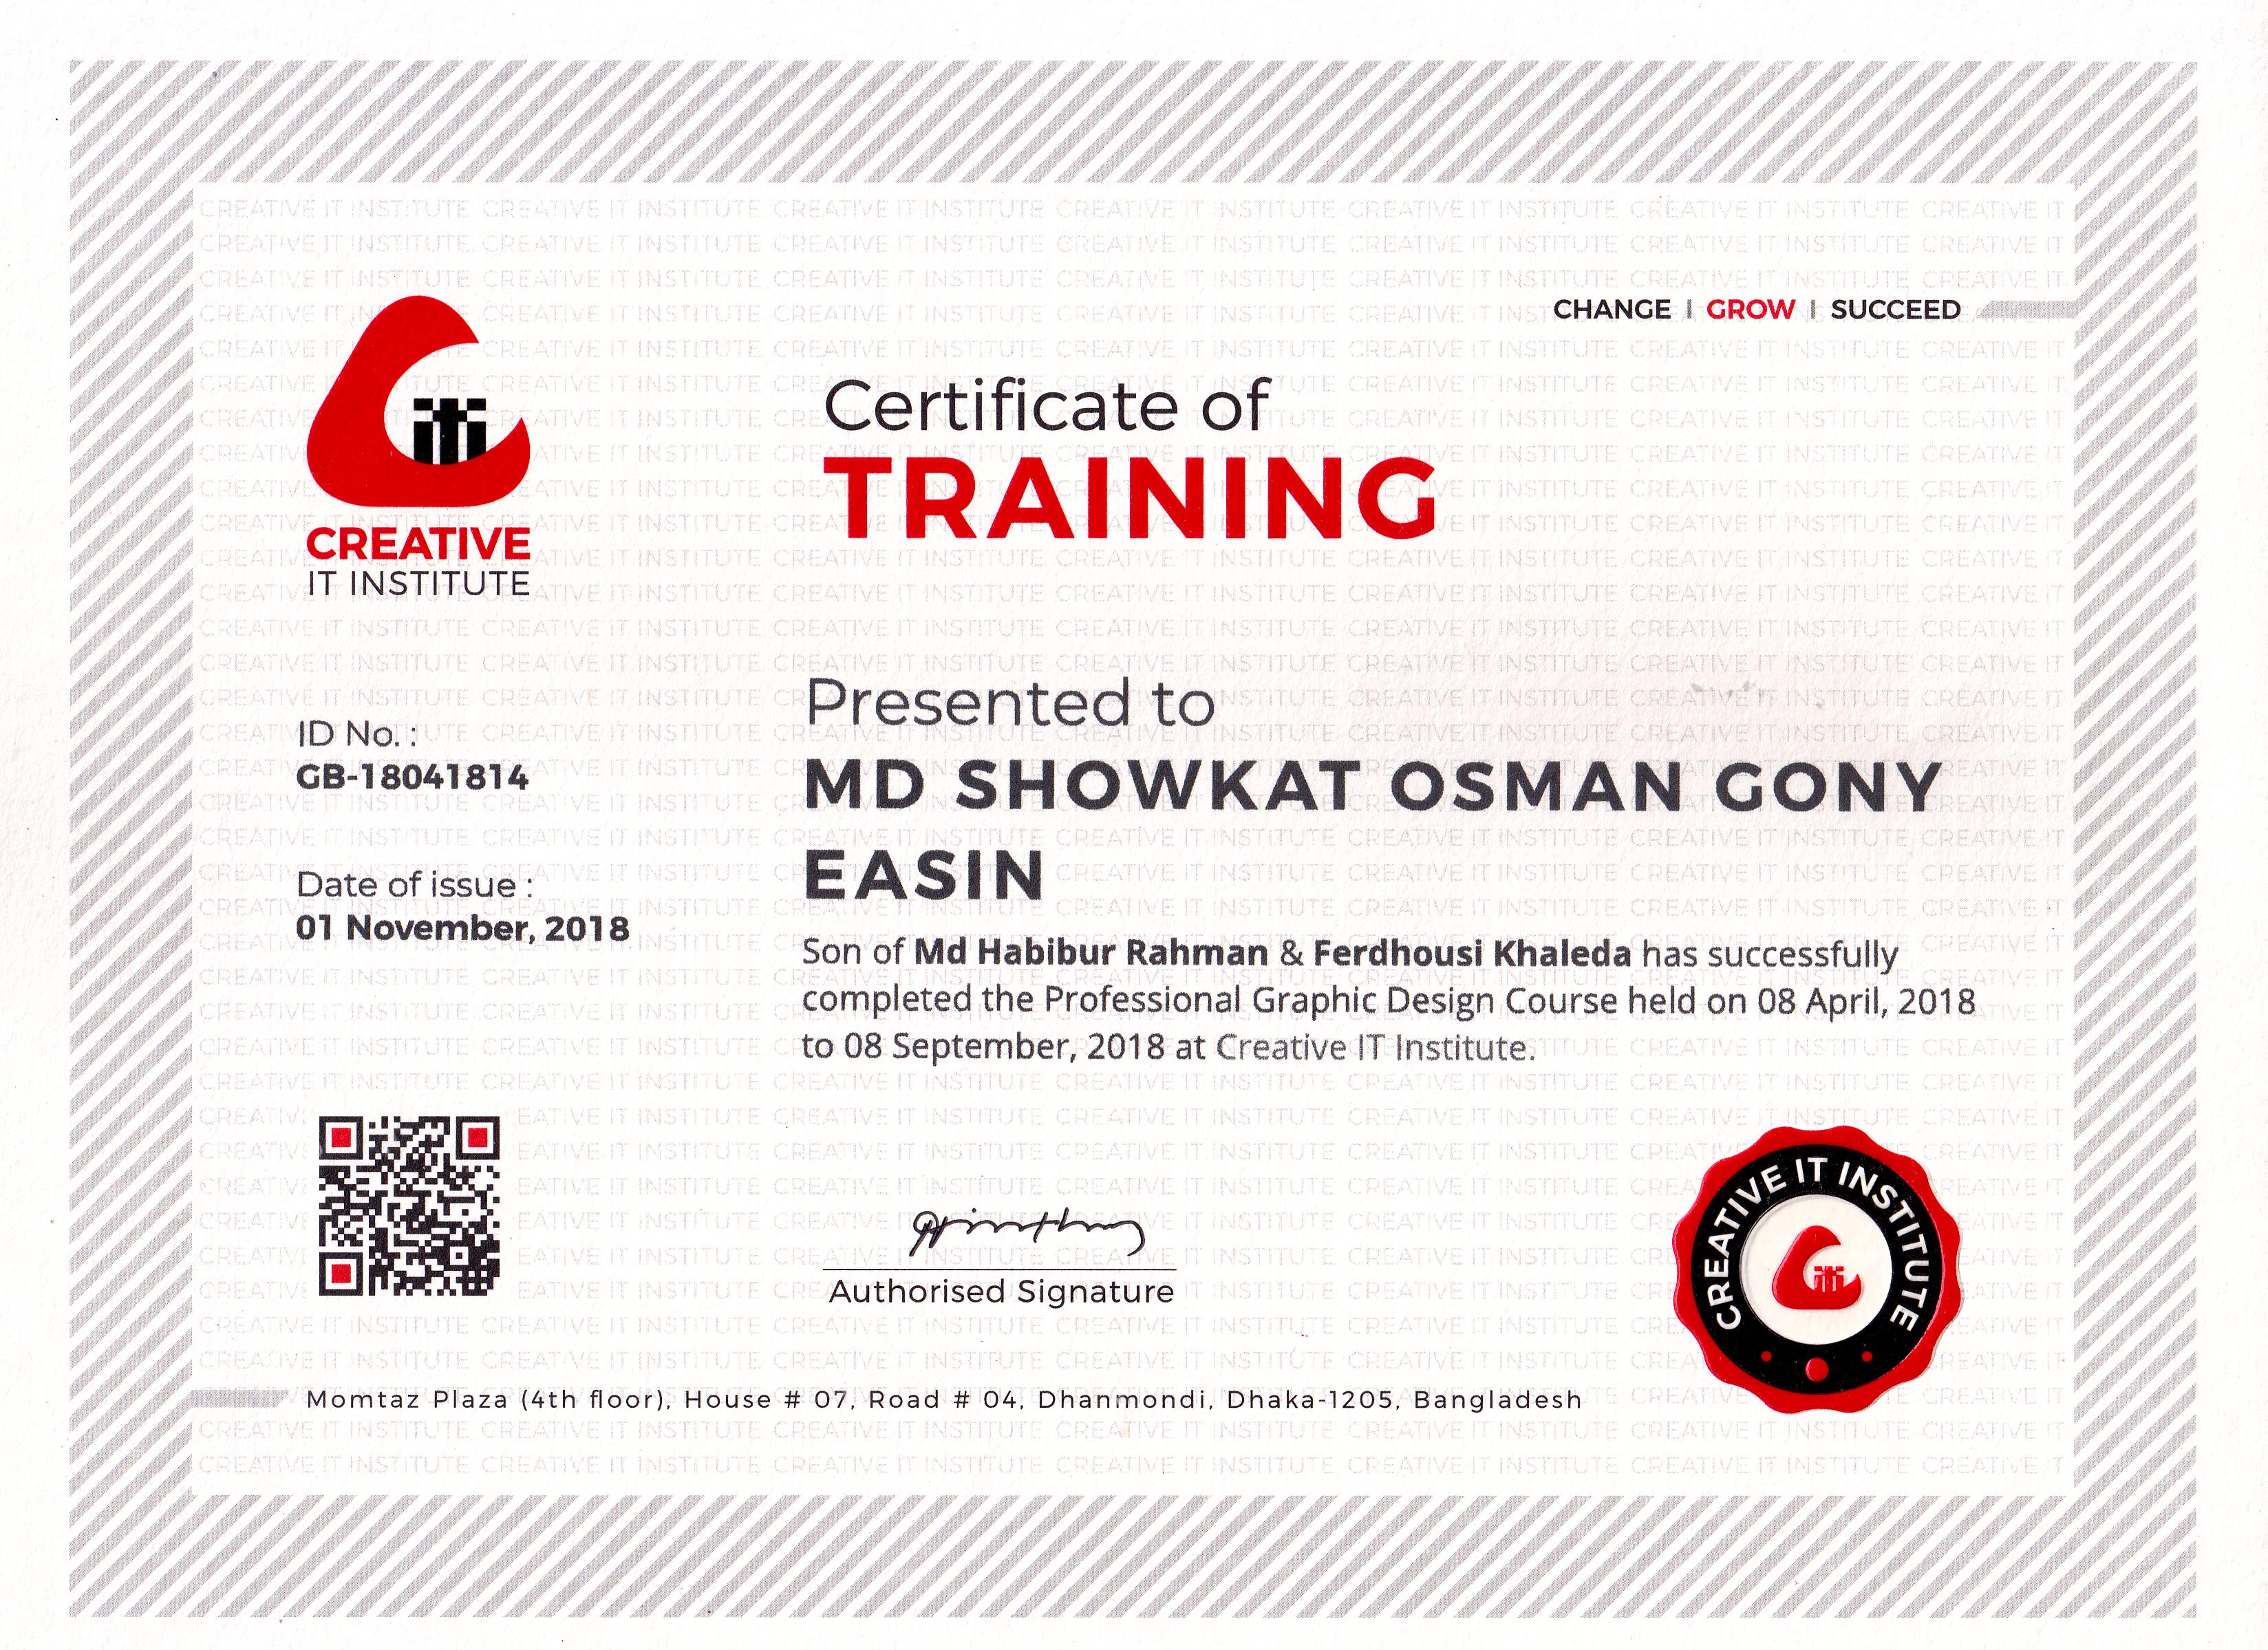 CHANGE | GROW | SUCCEED
CREATIVE
IT INSTITUTE
Certificate of
TRAINING
ID No. :
GB-18041814
Date of issue :
01 November, 2018
Presented to
MD SHOWKAT OSMAN GONY
EASIN
Son of Md Habibur Rahman & Ferdhousi Khaleda has successfully
completed the Professional Graphic Design Course held on 08 April, 2018
to 08 September, 2018 at Creative IT Institute.
Authorised Signature
CREATIVE IT INSTITUTE
Momtaz Plaza (4th floor), House # 07, Road # 04, Dhanmondi, Dhaka-1205, Bangladesh